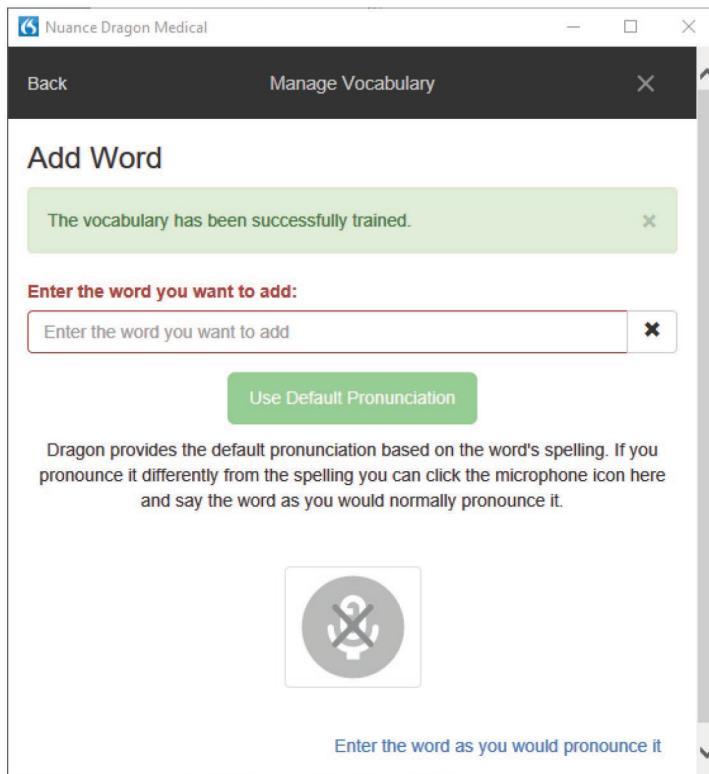 Nuance Dragon Medical
Back Manage Vocabulary
Add Word
The vocabulary has been successfully trained.
Enter the word you want to add:
Enter the word you want to add
Use Default Pronunciation
Dragon provides the default pronunciation based on the word's spelling. If you
pronounce it differently from the spelling you can click the microphone icon here
and say the word as you would normally pronounce it.
Enter the word as you would pronounce it